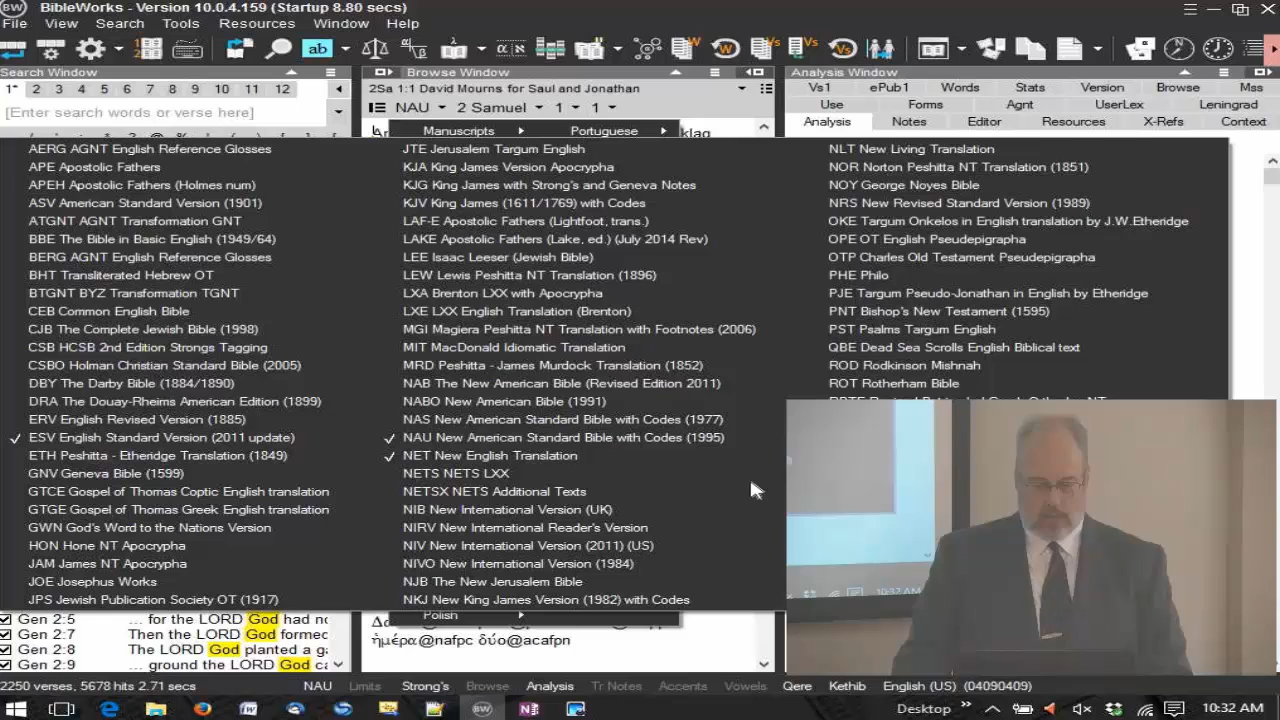 BibleWorks - Version 10.0.4.159 (Startup 8.80 secs)
File View Search Tools Resources Window Help
Search Window
Browse Window
Analysis Window
1* 2 3 4 5 6 7 8 9 10 11 12
[Enter search words or verse here]
2Sa 1:1 David Mourns for Saul and Jonathan
NAU 2 Samuel 1 1
Vs1 ePub1 Words Stats Version Browse Mss
Use Forms Agnt UserLex Leningrad
Analysis Notes Editor Resources X-Refs Context
Manuscripts Portuguese
AERG AGNT English Reference Glosses
APE Apostolic Fathers
APEH Apostolic Fathers (Holmes num)
ASV American Standard Version (1901)
ATGNT AGNT Transformation GNT
BBE The Bible in Basic English (1949/64)
BERG AGNT English Reference Glosses
BHT Transliterated Hebrew OT
BTGNT BYZ Transformation TGNT
CEB Common English Bible
CJB The Complete Jewish Bible (1998)
CSB HCSB 2nd Edition Strongs Tagging
CSBO Holman Christian Standard Bible (2005)
DBY The Darby Bible (1884/1890)
DRA The Douay-Rheims American Edition (1899)
ERV English Revised Version (1885)
ESV English Standard Version (2011 update)
ETH Peshitta - Etheridge Translation (1849)
GNV Geneva Bible (1599)
GTCE Gospel of Thomas Coptic English translation
GTGE Gospel of Thomas Greek English translation
GWN God's Word to the Nations Version
HON Hone NT Apocrypha
JAM James NT Apocrypha
JOE Josephus Works
JPS Jewish Publication Society OT (1917)
JTE Jerusalem Targum English
KJA King James Version Apocrypha
KJG King James with Strong's and Geneva Notes
KJV King James (1611/1769) with Codes
LAF-E Apostolic Fathers (Lightfoot, trans.)
LAKE Apostolic Fathers (Lake, ed.) (July 2014 Rev)
LEE Isaac Leeser (Jewish Bible)
LEW Lewis Peshitta NT Translation (1896)
LXA Brenton LXX with Apocrypha
LXE LXX English Translation (Brenton)
MGI Magiera Peshitta NT Translation with Footnotes (2006)
MIT MacDonald Idiomatic Translation
MRD Peshitta - James Murdock Translation (1852)
NAB The New American Bible (Revised Edition 2011)
NABO New American Bible (1991)
NAS New American Standard Bible with Codes (1977)
NAU New American Standard Bible with Codes (1995)
NET New English Translation
NETS NETS LXX
NETSX NETS Additional Texts
NIB New International Version (UK)
NIRV New International Reader's Version
NIV New International Version (2011) (US)
NIVO New International Version (1984)
NJB The New Jerusalem Bible
NKJ New King James Version (1982) with Codes
NLT New Living Translation
NOR Norton Peshitta NT Translation (1851)
NOY George Noyes Bible
NRS New Revised Standard Version (1989)
OKE Targum Onkelos in English translation by J.W.Etheridge
OPE OT English Pseudepigrapha
OTP Charles Old Testament Pseudepigrapha
PHE Philo
PJE Targum Pseudo-Jonathan in English by Etheridge
PNT Bishop's New Testament (1595)
PST Psalms Targum English
QBE Dead Sea Scrolls English Biblical text
ROD Rodkinson Mishnah
ROT Rotherham Bible
Polish
Gen 2:5 ... for the LORD God had no
Gen 2:7 Then the LORD God formed
Gen 2:8 The LORD God planted a ga
Gen 2:9 ... ground the LORD God ca
ἡμέρα@nafpc δύο@acafpn
2250 verses, 5678 hits 2.71 secs
NAU Limits Strong's Browse Analysis Tr Notes Accents Vowels Qere Kethib English (US) (04090409)
Desktop
10:32 AM